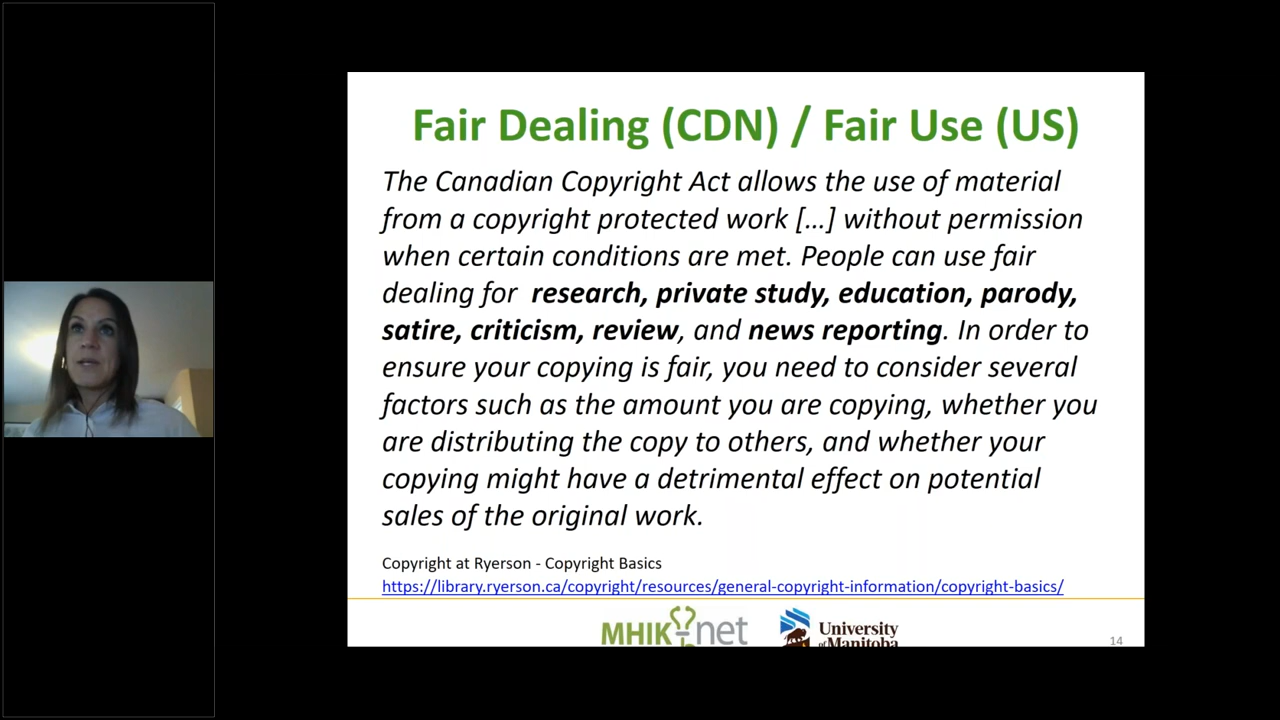 Fair Dealing (CDN) / Fair Use (US)
The Canadian Copyright Act allows the use of material
from a copyright protected work [...] without permission
when certain conditions are met. People can use fair
dealing for research, private study, education, parody,
satire, criticism, review, and news reporting. In order to
ensure your copying is fair, you need to consider several
factors such as the amount you are copying, whether you
are distributing the copy to others, and whether your
copying might have a detrimental effect on potential
sales of the original work.
Copyright at Ryerson - Copyright Basics
https://library.ryerson.ca/copyright/resources/general-copyright-information/copyright-basics/
MHIKnet
University
of Manitoba
14